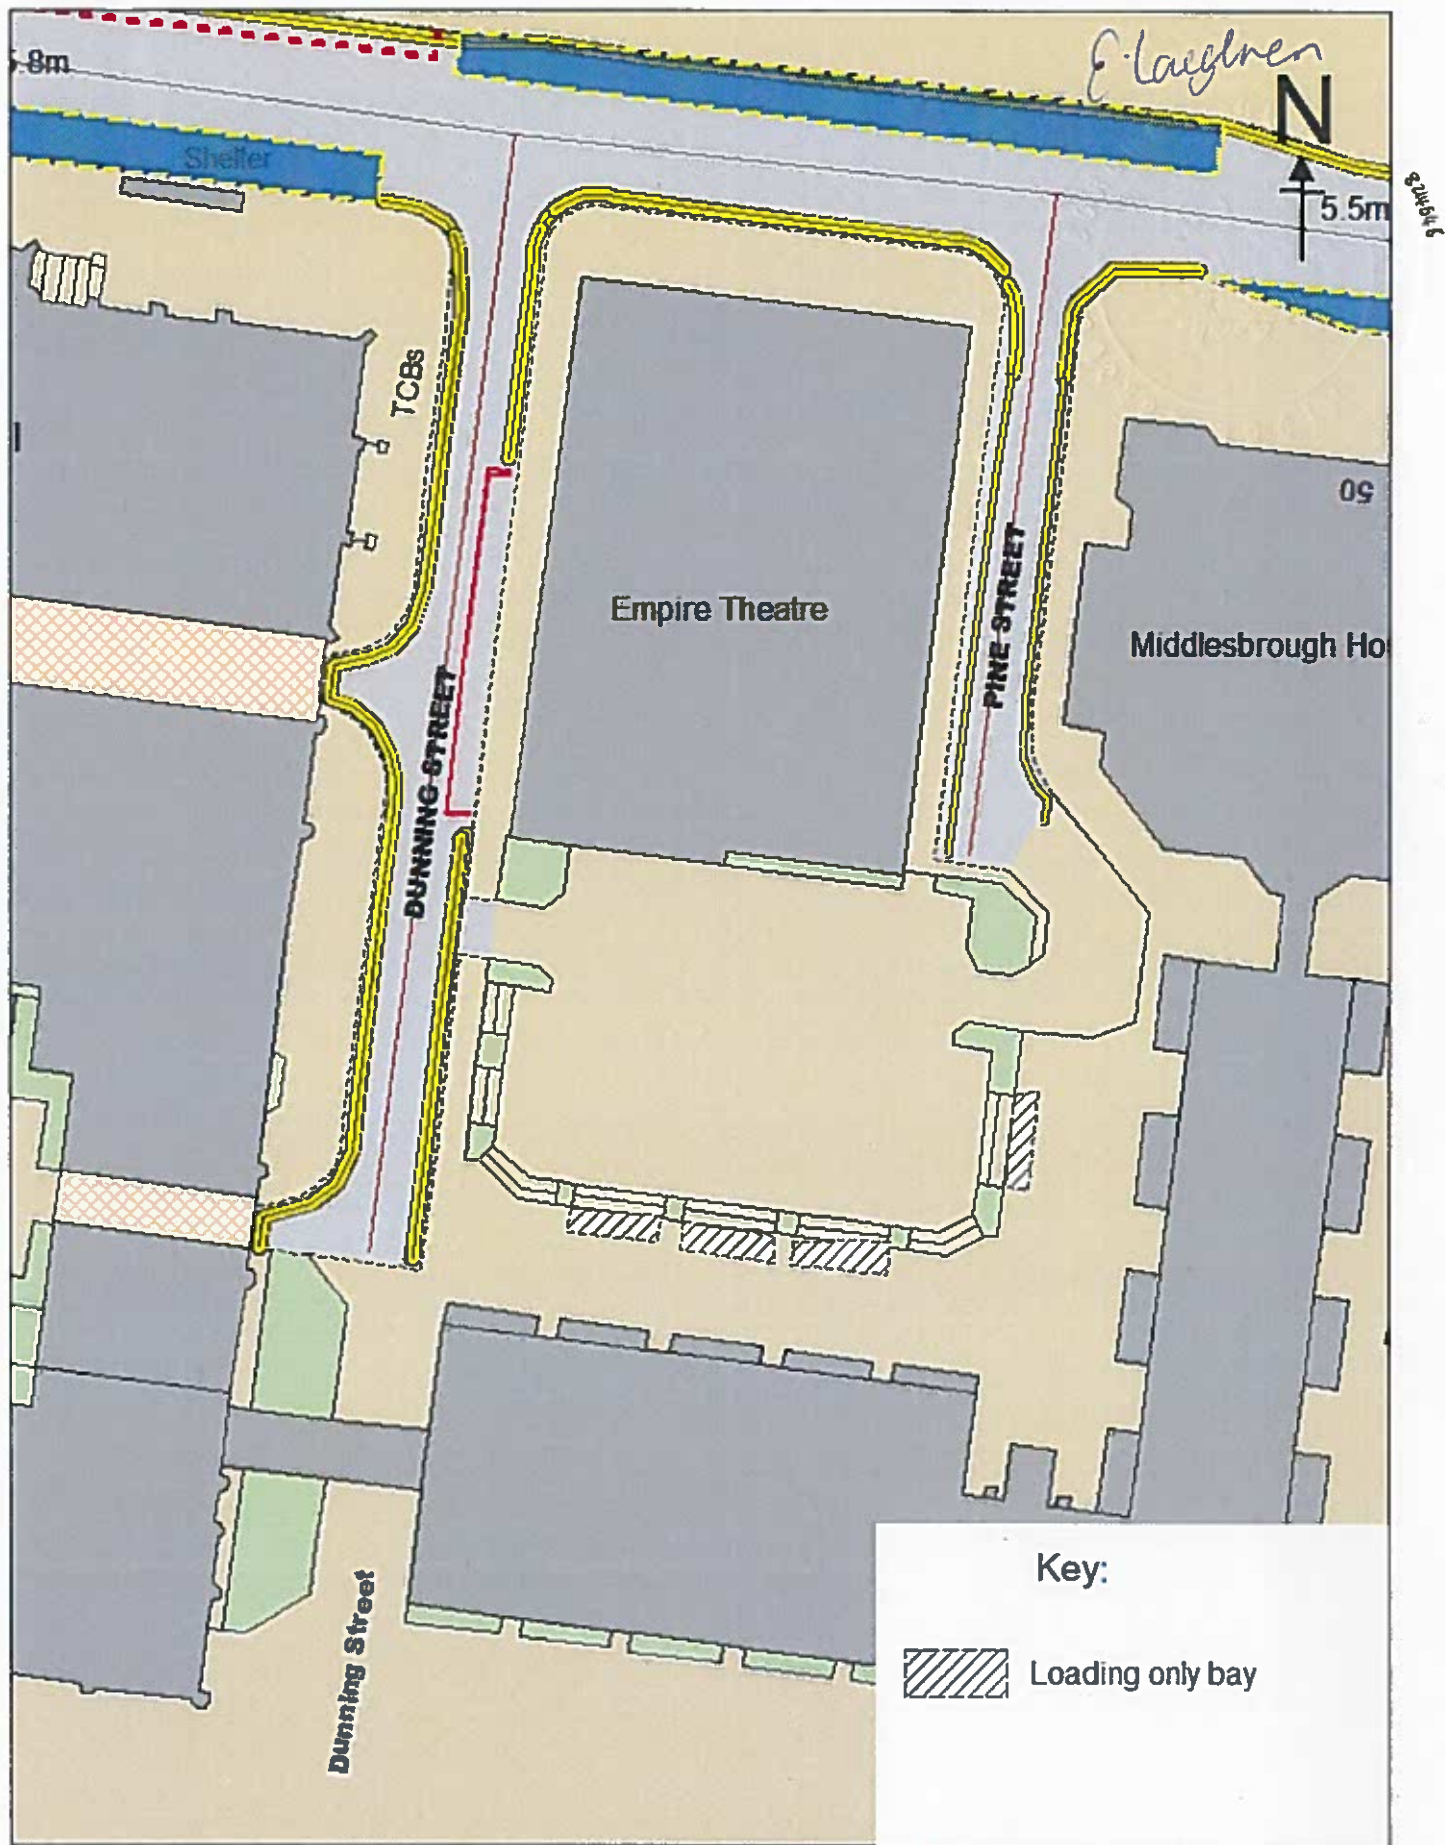 5.8m
Shelter
N
5.5m
TCBs
50
Empire Theatre
PINE STREET
Middlesbrough Ho
DUNNING STREET
Key:
Loading only bay
Dunning Street